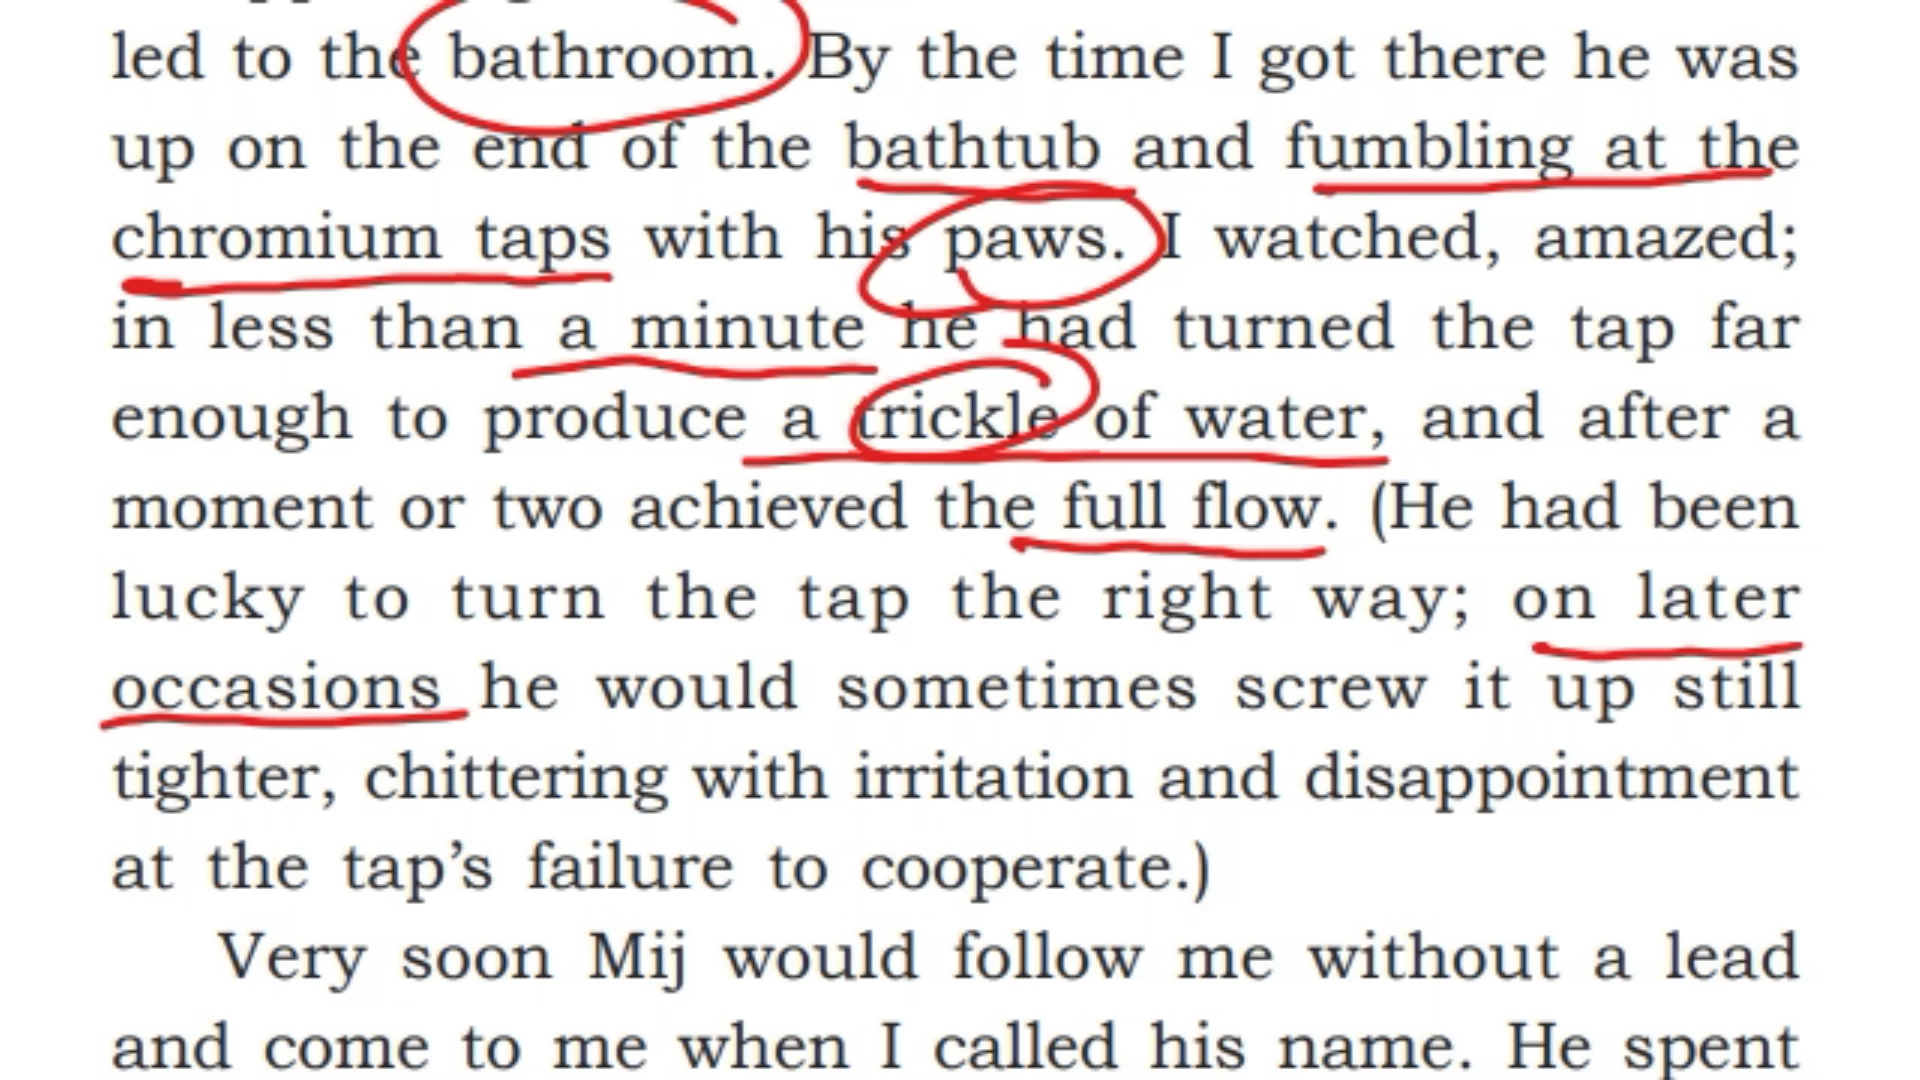 led to the bathroom. By the time I got there he was
up on the end of the bathtub and fumbling at the
chromium taps with his paws. I watched, amazed;
in less than a minute he had turned the tap far
enough to produce a trickle of water, and after a
moment or two achieved the full flow. (He had been
lucky to turn the tap the right way; on later
occasions he would sometimes screw it up still
tighter, chittering with irritation and disappointment
at the tap’s failure to cooperate.)
Very soon Mij would follow me without a lead
and come to me when I called his name. He spent